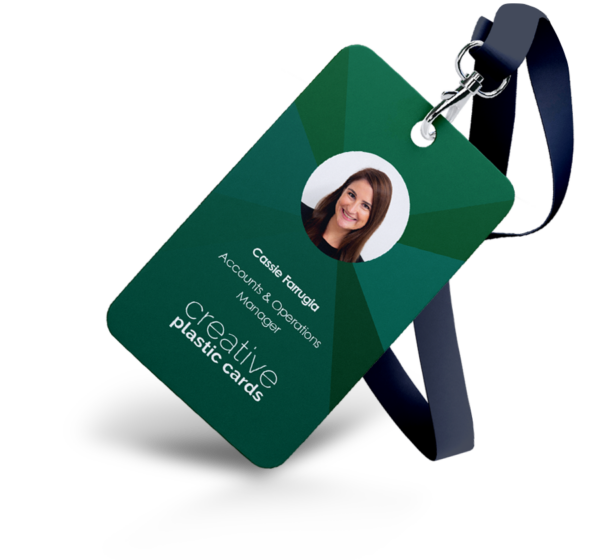 Cassie Farrugia
Accounts & Operations
Manager
creative
plastic cards